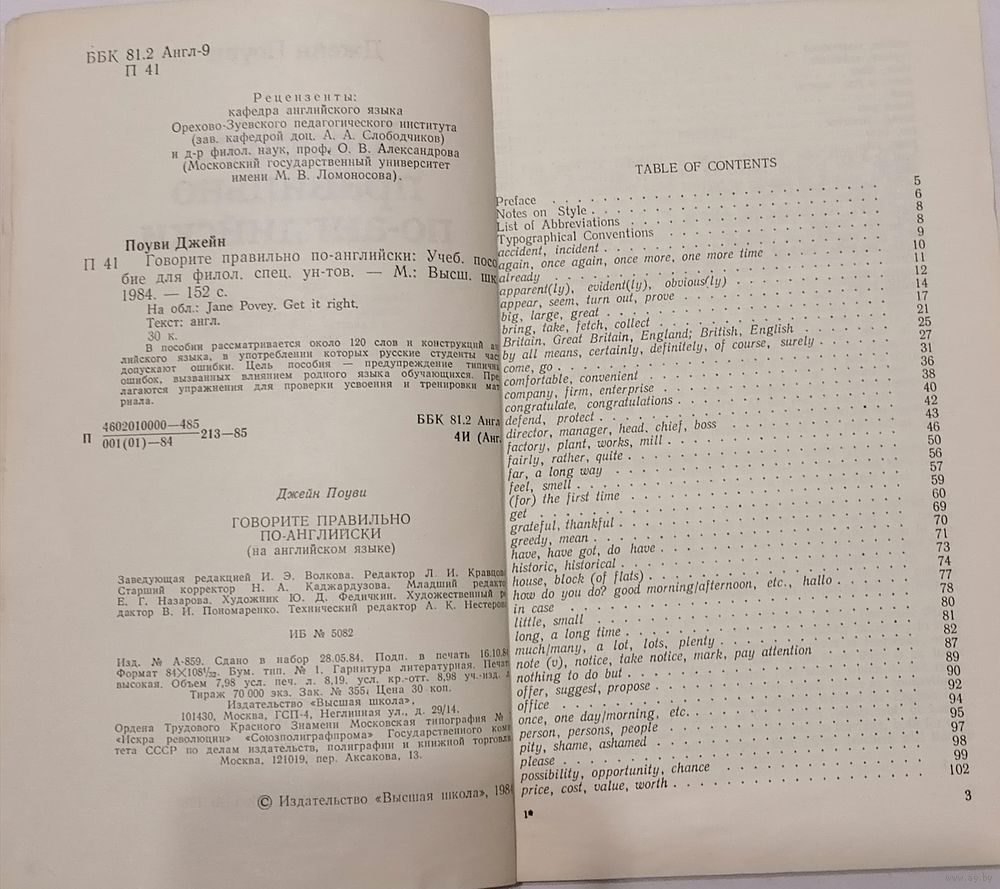 ББК 81.2 Англ-9
П 41
Рецензенты:
кафедра английского языка
Орехово-Зуевского педагогического института
(зав. кафедрой доц. А. А. Слободчиков)
и д-р филол. наук, проф. О. В. Александрова
(Московский государственный университет
имени М. В. Ломоносова).
Поуви Джейн
П 41 Говорите правильно по-английски: Учеб. посо
бие для филол. спец. ун-тов. — М.: Высш. шк
1984. — 152 с.
На обл.: Jane Povey. Get it right.
Текст: англ.
30 к.
В пособии рассматривается около 120 слов и конструкций ан
лийского языка, в употреблении которых русские студенты час
допускают ошибки. Цель пособия — предупреждение типичн
ошибок, вызванных влиянием родного языка обучающихся. Пре
лагаются упражнения для проверки усвоения и тренировки мат
риала.
П 4602010000—485
001(01)—84 213—85
ББК 81.2 Англ
4И (Анг
Джейн Поуви
ГОВОРИТЕ ПРАВИЛЬНО
ПО-АНГЛИЙСКИ
(на английском языке)
Заведующая редакцией И. Э. Волкова. Редактор Л. И. Кравцо
Старший корректор Н. А. Каджардузова. Младший редакто
Е. Г. Назарова. Художник Ю. Д. Федичкин. Художественный р
дактор В. И. Пономаренко. Технический редактор А. К. Нестеров
ИБ № 5082
Изд. № А-859. Сдано в набор 28.05.84. Подп. в печать 16.10.84
Формат 84×108¹/₃₂. Бум. тип. № 1. Гарнитура литературная. Печат
высокая. Объем 7,98 усл. печ. л. 8,19. усл. кр.-отт. 8,98 уч.-изд. л
Тираж 70 000 экз. Зак. № 355. Цена 30 коп.
Издательство «Высшая школа»,
101430, Москва, ГСП-4, Неглинная ул., д. 29/14.
Ордена Трудового Красного Знамени Московская типография №
«Искра революции» «Союзполиграфпрома» Государственного коми
тета СССР по делам издательств, полиграфии и книжной торговл
Москва, 121019, пер. Аксакова, 13.
© Издательство «Высшая школа», 1984
TABLE OF CONTENTS
Preface 5
Notes on Style 6
List of Abbreviations 8
Typographical Conventions 8
accident, incident 9
again, once again, once more, one more time 10
already 11
apparent(ly), evident(ly), obvious(ly) 12
appear, seem, turn out, prove 14
big, large, great 17
bring, take, fetch, collect 21
Britain, Great Britain, England; British, English 25
by all means, certainly, definitely, of course, surely 27
come, go 31
comfortable, convenient 36
company, firm, enterprise 38
congratulate, congratulations 40
defend, protect 42
director, manager, head, chief, boss 43
factory, plant, works, mill 46
fairly, rather, quite 50
far, a long way 56
feel, smell 57
(for) the first time 59
get 60
grateful, thankful 69
greedy, mean 70
have, have got, do have 71
historic, historical 73
house, block (of flats) 74
how do you do? good morning/afternoon, etc., hallo 77
in case 78
little, small 80
long, a long time 81
much/many, a lot, lots, plenty 82
note (v), notice, take notice, mark, pay attention 87
nothing to do but 89
offer, suggest, propose 90
office 92
once, one day/morning, etc. 94
person, persons, people 95
pity, shame, ashamed 97
please 98
possibility, opportunity, chance 99
price, cost, value, worth 102
1*
3
www.ay.by